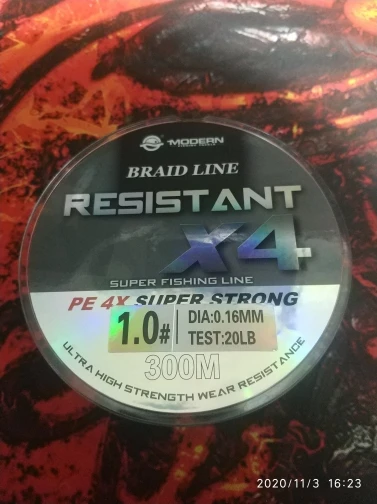 MODERN
BRAID LINE
RESISTANT
X4
SUPER FISHING LINE
PE 4X SUPER STRONG
1.0# DIA:0.16MM
TEST:20LB
300M
ULTRA HIGH STRENGTH WEAR RESISTANCE
2020/11/3 16:23